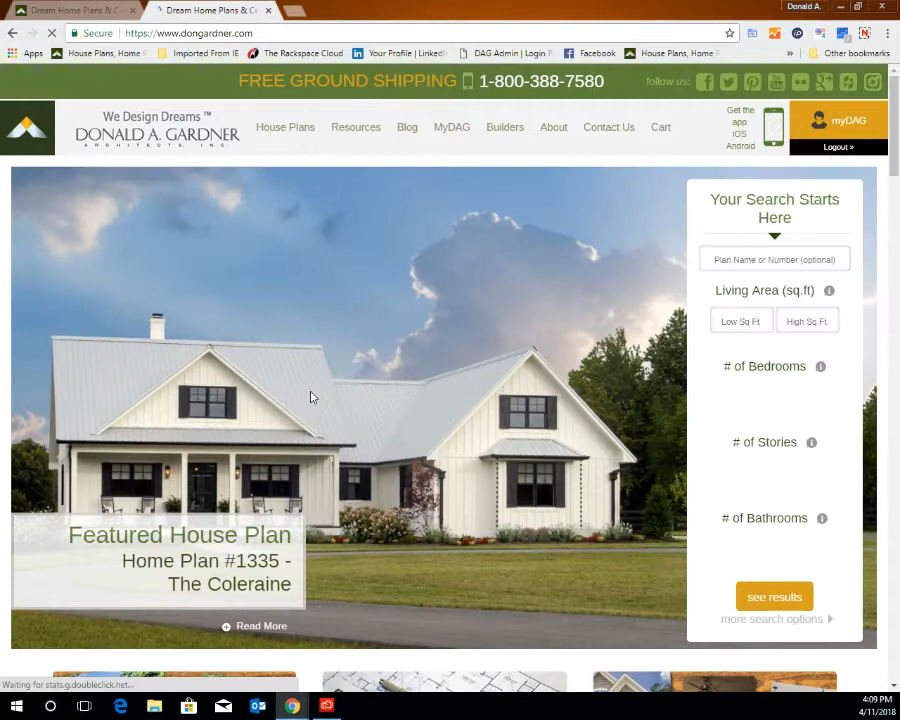 Dream Home Plans & C
Dream Home Plans & C
Donald A.
Secure https://www.dongardner.com
Apps House Plans, Home F Imported From IE The Rackspace Cloud Your Profile | LinkedIn DAG Admin | Login F Facebook House Plans, Home F » Other bookmarks
FREE GROUND SHIPPING 1-800-388-7580 follow us:
We Design Dreams™
DONALD A. GARDNER
ARCHITECTS, INC.
House Plans Resources Blog MyDAG Builders About Contact Us Cart
Get the
app
iOS
Android
myDAG
Logout »
Your Search Starts
Here
Plan Name or Number (optional)
Living Area (sq.ft)
Low Sq Ft High Sq Ft
# of Bedrooms
# of Stories
# of Bathrooms
see results
more search options
Featured House Plan
Home Plan #1335 -
The Coleraine
Read More
Waiting for stats.g.doubleclick.net...
4:09 PM
4/11/2018